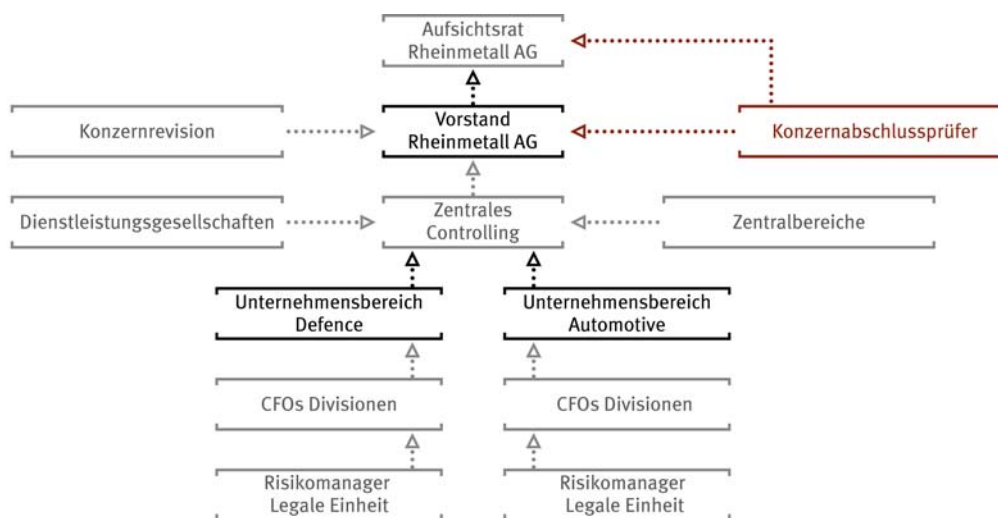 Aufsichtsrat
Rheinmetall AG
Konzernrevision
Vorstand
Rheinmetall AG
Konzernabschlussprüfer
Dienstleistungsgesellschaften
Zentrales
Controlling
Zentralbereiche
Unternehmensbereich
Defence
Unternehmensbereich
Automotive
CFOs Divisionen
CFOs Divisionen
Risikomanager
Legale Einheit
Risikomanager
Legale Einheit